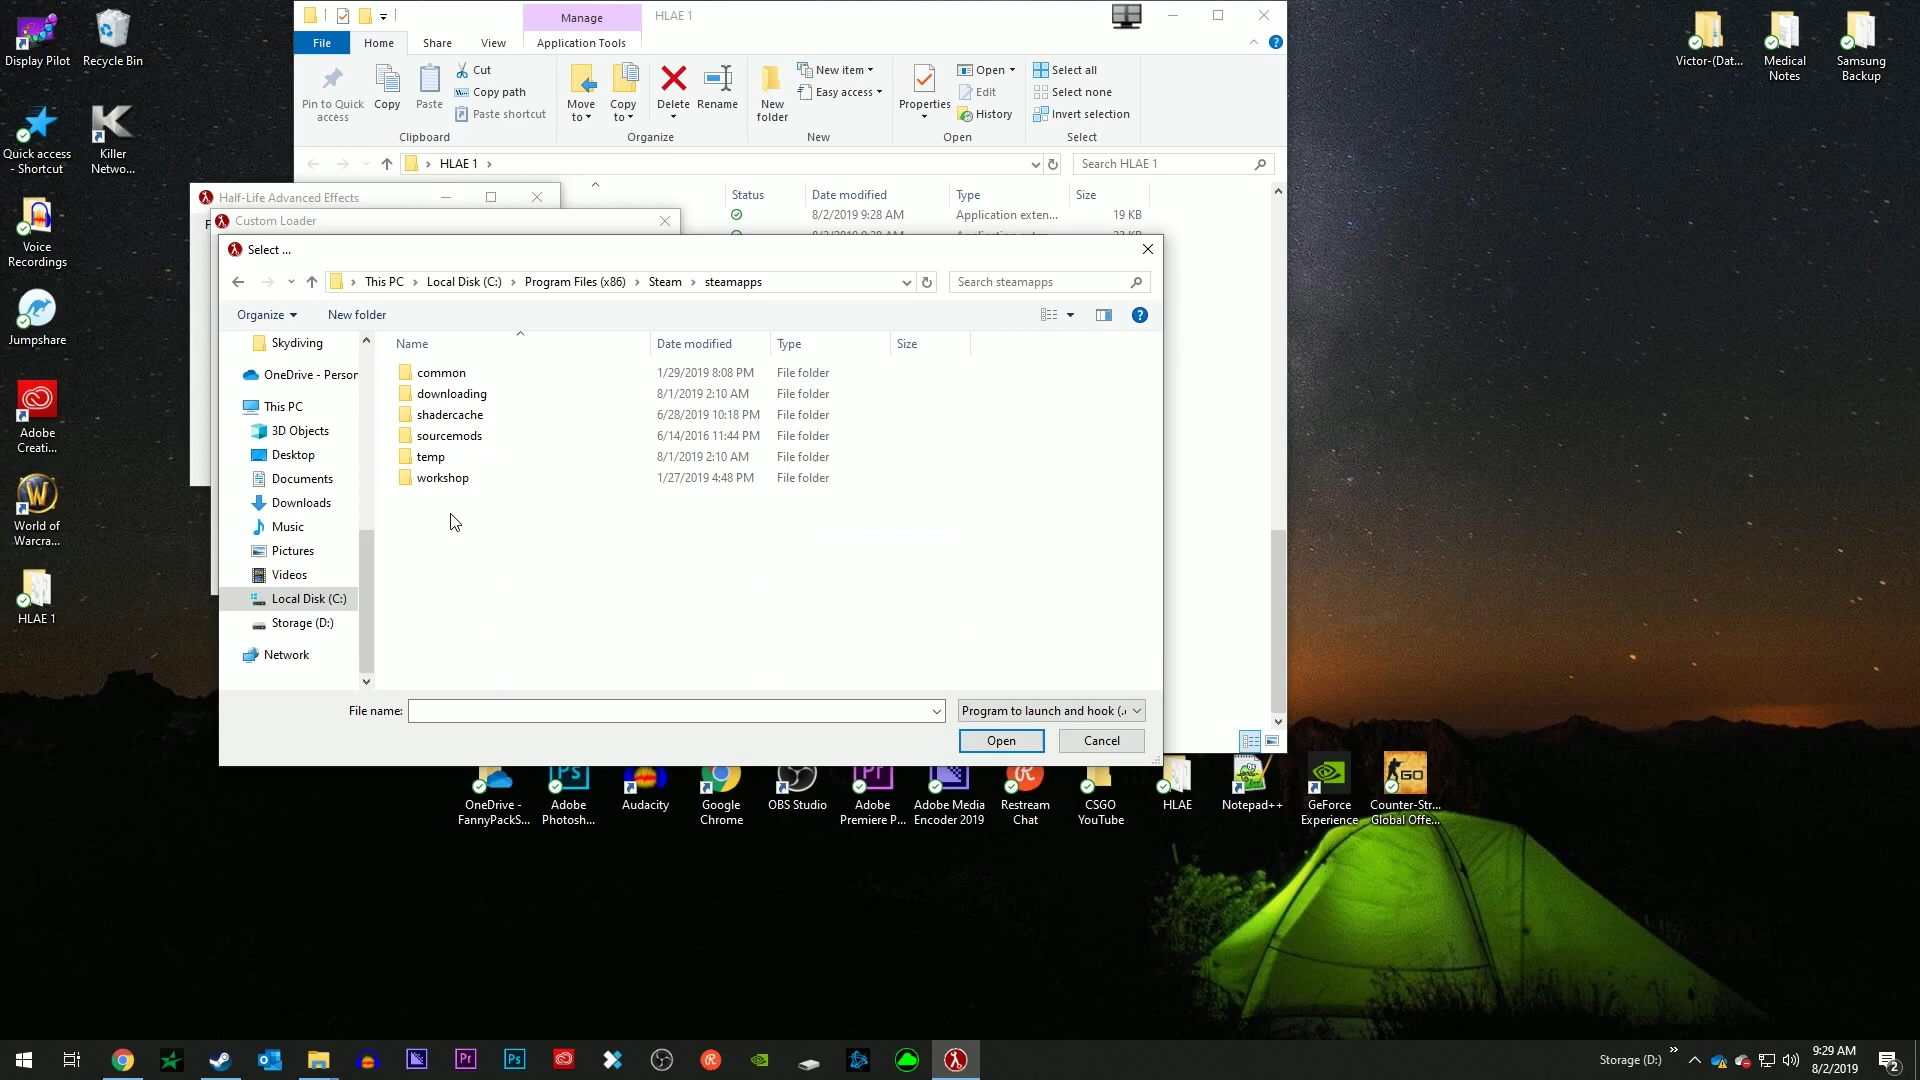 Display Pilot
Recycle Bin
Quick access
- Shortcut
Killer
Netwo...
Voice
Recordings
Jumpshare
Adobe
Creati...
World of
Warcra...
HLAE 1
Victor-(Dat...
Medical
Notes
Samsung
Backup
Manage
HLAE 1
File
Home
Share
View
Application Tools
Pin to Quick
access
Copy
Paste
Cut
Copy path
Paste shortcut
Clipboard
Move
to
Copy
to
Delete
Rename
Organize
New
folder
New item
Easy access
New
Properties
Open
Edit
History
Open
Select all
Select none
Invert selection
Select
HLAE 1
Search HLAE 1
Status
Date modified
Type
Size
8/2/2019 9:28 AM
Application exten...
19 KB
Half-Life Advanced Effects
Custom Loader
Select ...
This PC
Local Disk (C:)
Program Files (x86)
Steam
steamapps
Search steamapps
Organize
New folder
Skydiving
OneDrive - Person
This PC
3D Objects
Desktop
Documents
Downloads
Music
Pictures
Videos
Local Disk (C:)
Storage (D:)
Network
Name
Date modified
Type
Size
common
1/29/2019 8:08 PM
File folder
downloading
8/1/2019 2:10 AM
File folder
shadercache
6/28/2019 10:18 PM
File folder
sourcemods
6/14/2016 11:44 PM
File folder
temp
8/1/2019 2:10 AM
File folder
workshop
1/27/2019 4:48 PM
File folder
File name:
Program to launch and hook (.
Open
Cancel
OneDrive -
FannyPackS...
Adobe
Photosh...
Audacity
Google
Chrome
OBS Studio
Adobe
Premiere P...
Adobe Media
Encoder 2019
Restream
Chat
CSGO
YouTube
HLAE
Notepad++
GeForce
Experience
Counter-Str...
Global Offe...
Storage (D:)
9:29 AM
8/2/2019
2